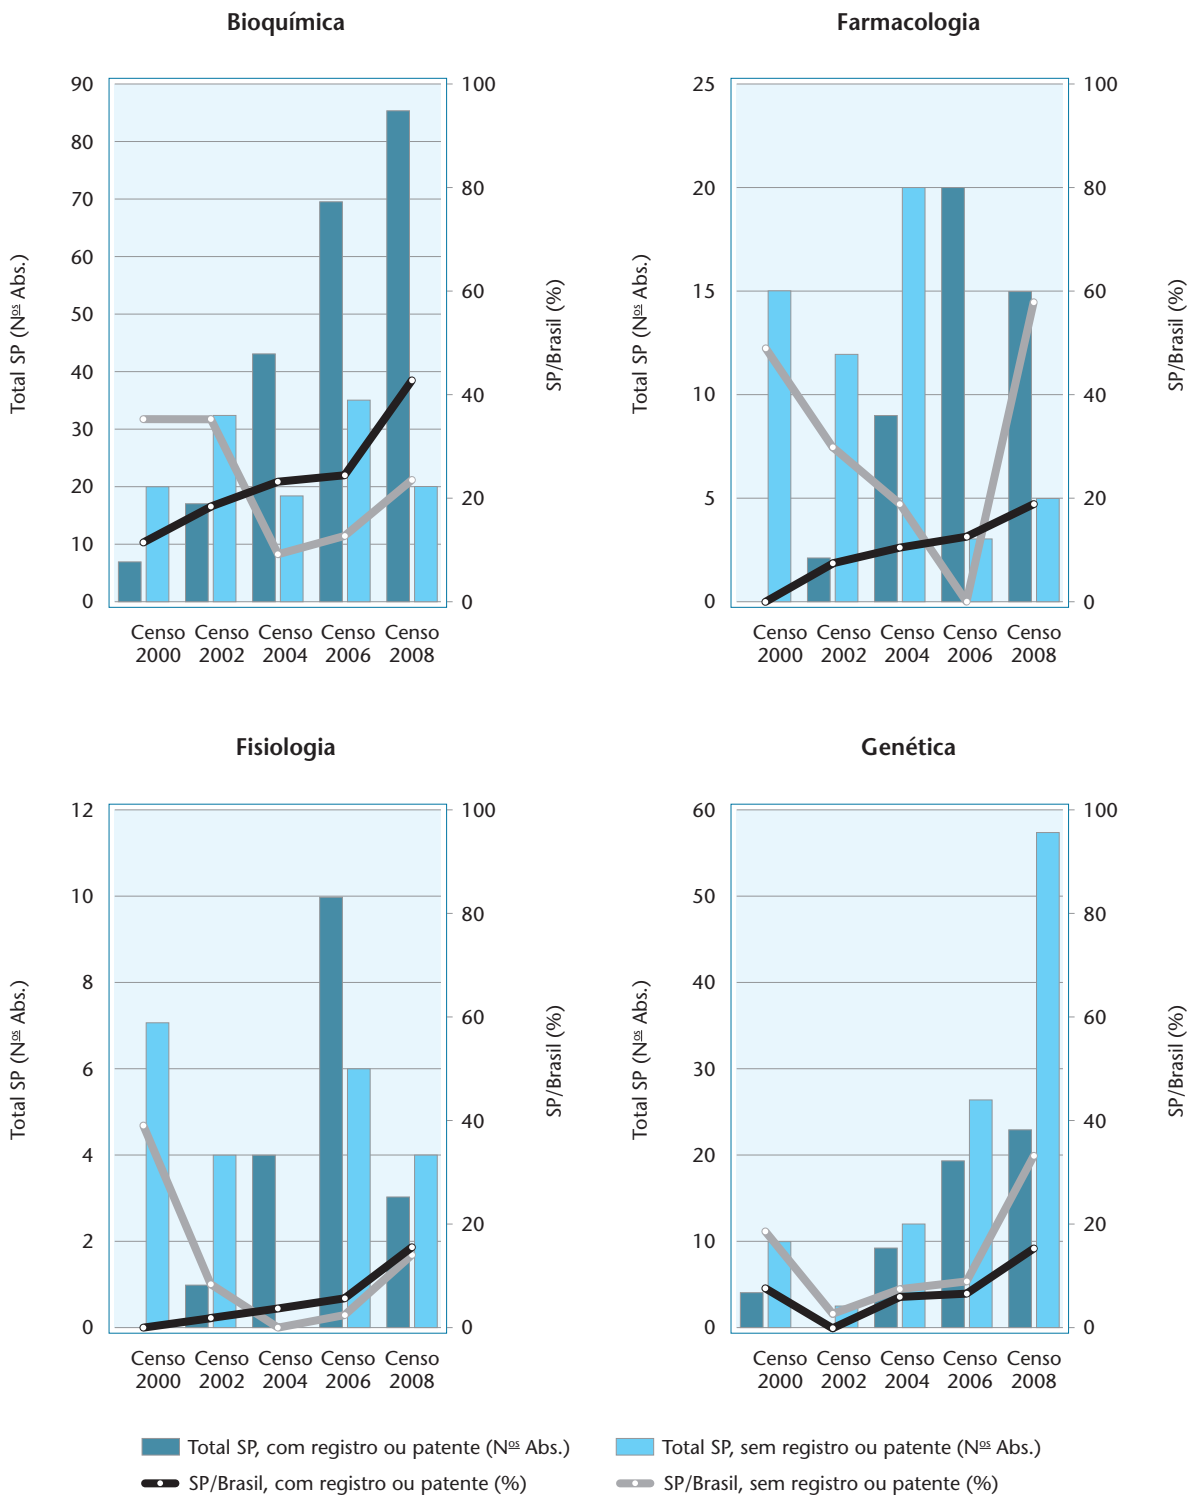 Bioquímica
Total SP (Nos Abs.)
90
80
70
60
50
40
30
20
10
0
100
80
60
40
20
0
SP/Brasil (%)
Censo 2000
Censo 2002
Censo 2004
Censo 2006
Censo 2008
Farmacologia
Total SP (Nos Abs.)
25
20
15
10
5
0
100
80
60
40
20
0
SP/Brasil (%)
Censo 2000
Censo 2002
Censo 2004
Censo 2006
Censo 2008
Fisiologia
Total SP (Nos Abs.)
12
10
8
6
4
2
0
100
80
60
40
20
0
SP/Brasil (%)
Censo 2000
Censo 2002
Censo 2004
Censo 2006
Censo 2008
Genética
Total SP (Nos Abs.)
60
50
40
30
20
10
0
100
80
60
40
20
0
SP/Brasil (%)
Censo 2000
Censo 2002
Censo 2004
Censo 2006
Censo 2008
Total SP, com registro ou patente (Nos Abs.)
Total SP, sem registro ou patente (Nos Abs.)
SP/Brasil, com registro ou patente (%)
SP/Brasil, sem registro ou patente (%)